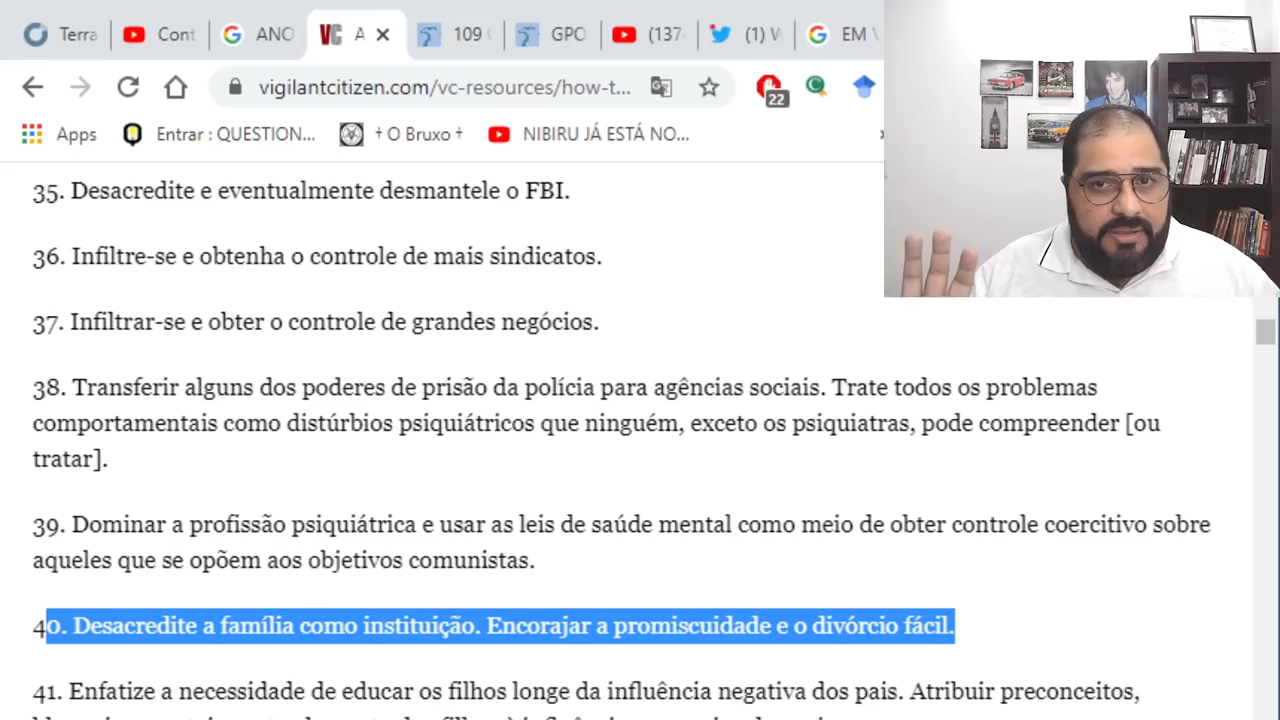 Terra
Cont
ANO
VC A
109
GPO
(137
(1) V
EM
vigilantcitizen.com/vc-resources/how-t...
22
Apps
Entrar : QUESTION...
† O Bruxo †
NIBIRU JÁ ESTÁ NO...
35. Desacredite e eventualmente desmantele o FBI.
36. Infiltre-se e obtenha o controle de mais sindicatos.
37. Infiltrar-se e obter o controle de grandes negócios.
38. Transferir alguns dos poderes de prisão da polícia para agências sociais. Trate todos os problemas
comportamentais como distúrbios psiquiátricos que ninguém, exceto os psiquiatras, pode compreender [ou
tratar].
39. Dominar a profissão psiquiátrica e usar as leis de saúde mental como meio de obter controle coercitivo sobre
aqueles que se opõem aos objetivos comunistas.
40. Desacredite a família como instituição. Encorajar a promiscuidade e o divórcio fácil.
41. Enfatize a necessidade de educar os filhos longe da influência negativa dos pais. Atribuir preconceitos,